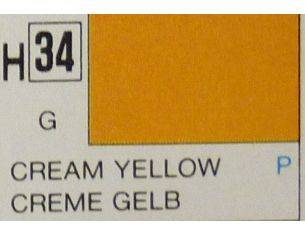 H 34
G
CREAM YELLOW P
CREME GELB